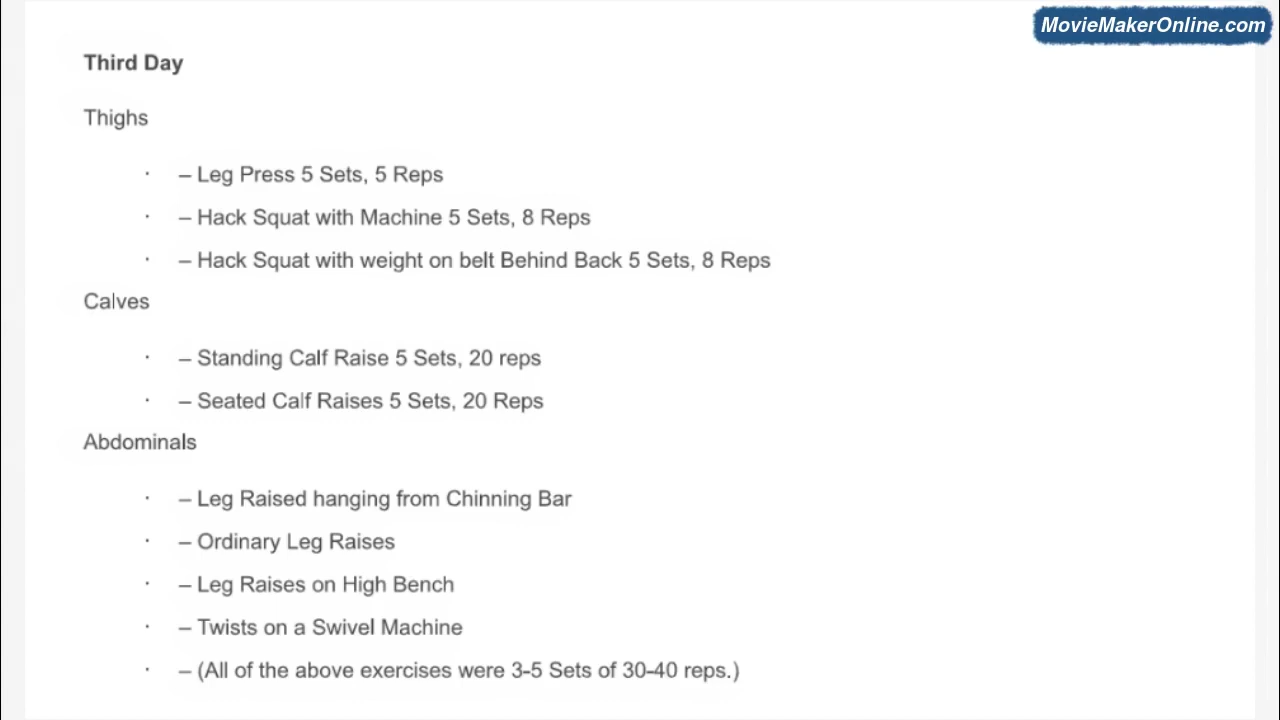 MovieMakerOnline.com
Third Day
Thighs
· – Leg Press 5 Sets, 5 Reps
· – Hack Squat with Machine 5 Sets, 8 Reps
· – Hack Squat with weight on belt Behind Back 5 Sets, 8 Reps
Calves
· – Standing Calf Raise 5 Sets, 20 reps
· – Seated Calf Raises 5 Sets, 20 Reps
Abdominals
· – Leg Raised hanging from Chinning Bar
· – Ordinary Leg Raises
· – Leg Raises on High Bench
· – Twists on a Swivel Machine
· – (All of the above exercises were 3-5 Sets of 30-40 reps.)